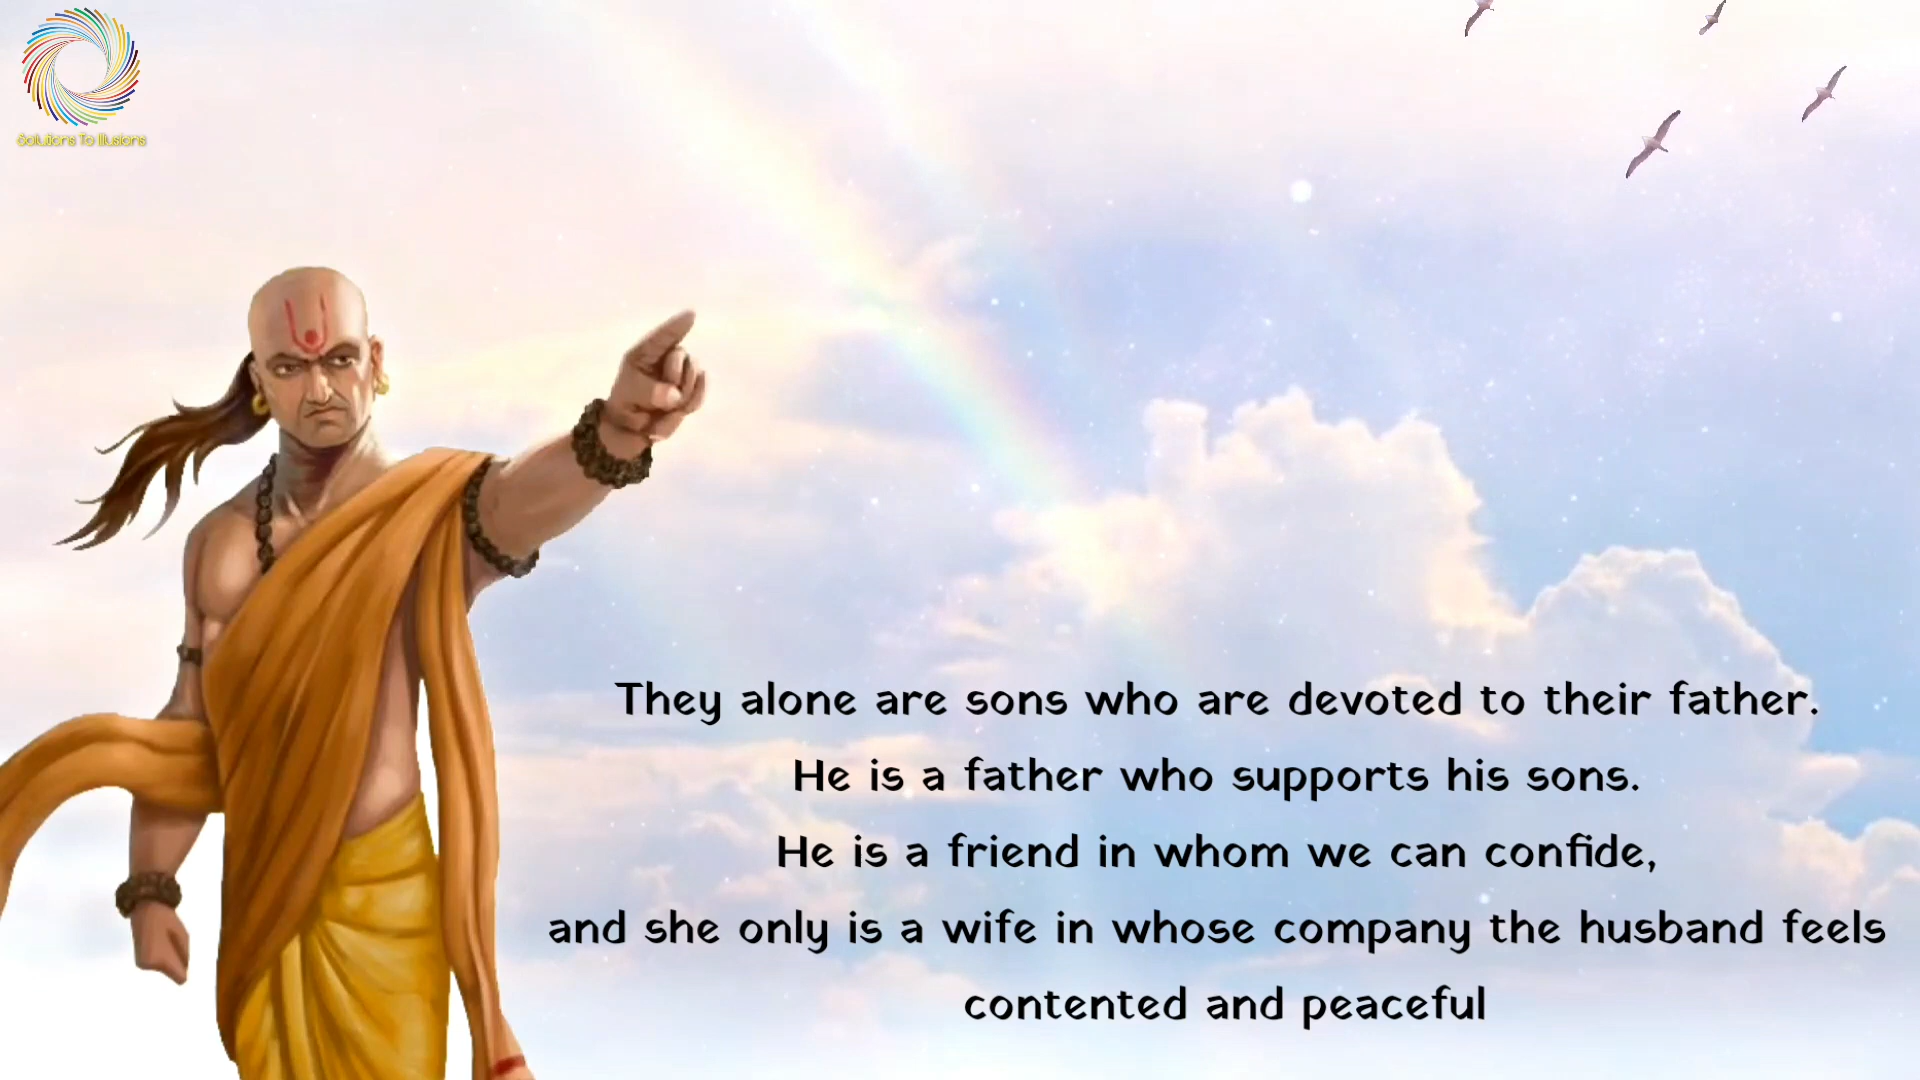 Solutions To Illusions
They alone are sons who are devoted to their father.
He is a father who supports his sons.
He is a friend in whom we can confide,
and she only is a wife in whose company the husband feels
contented and peaceful